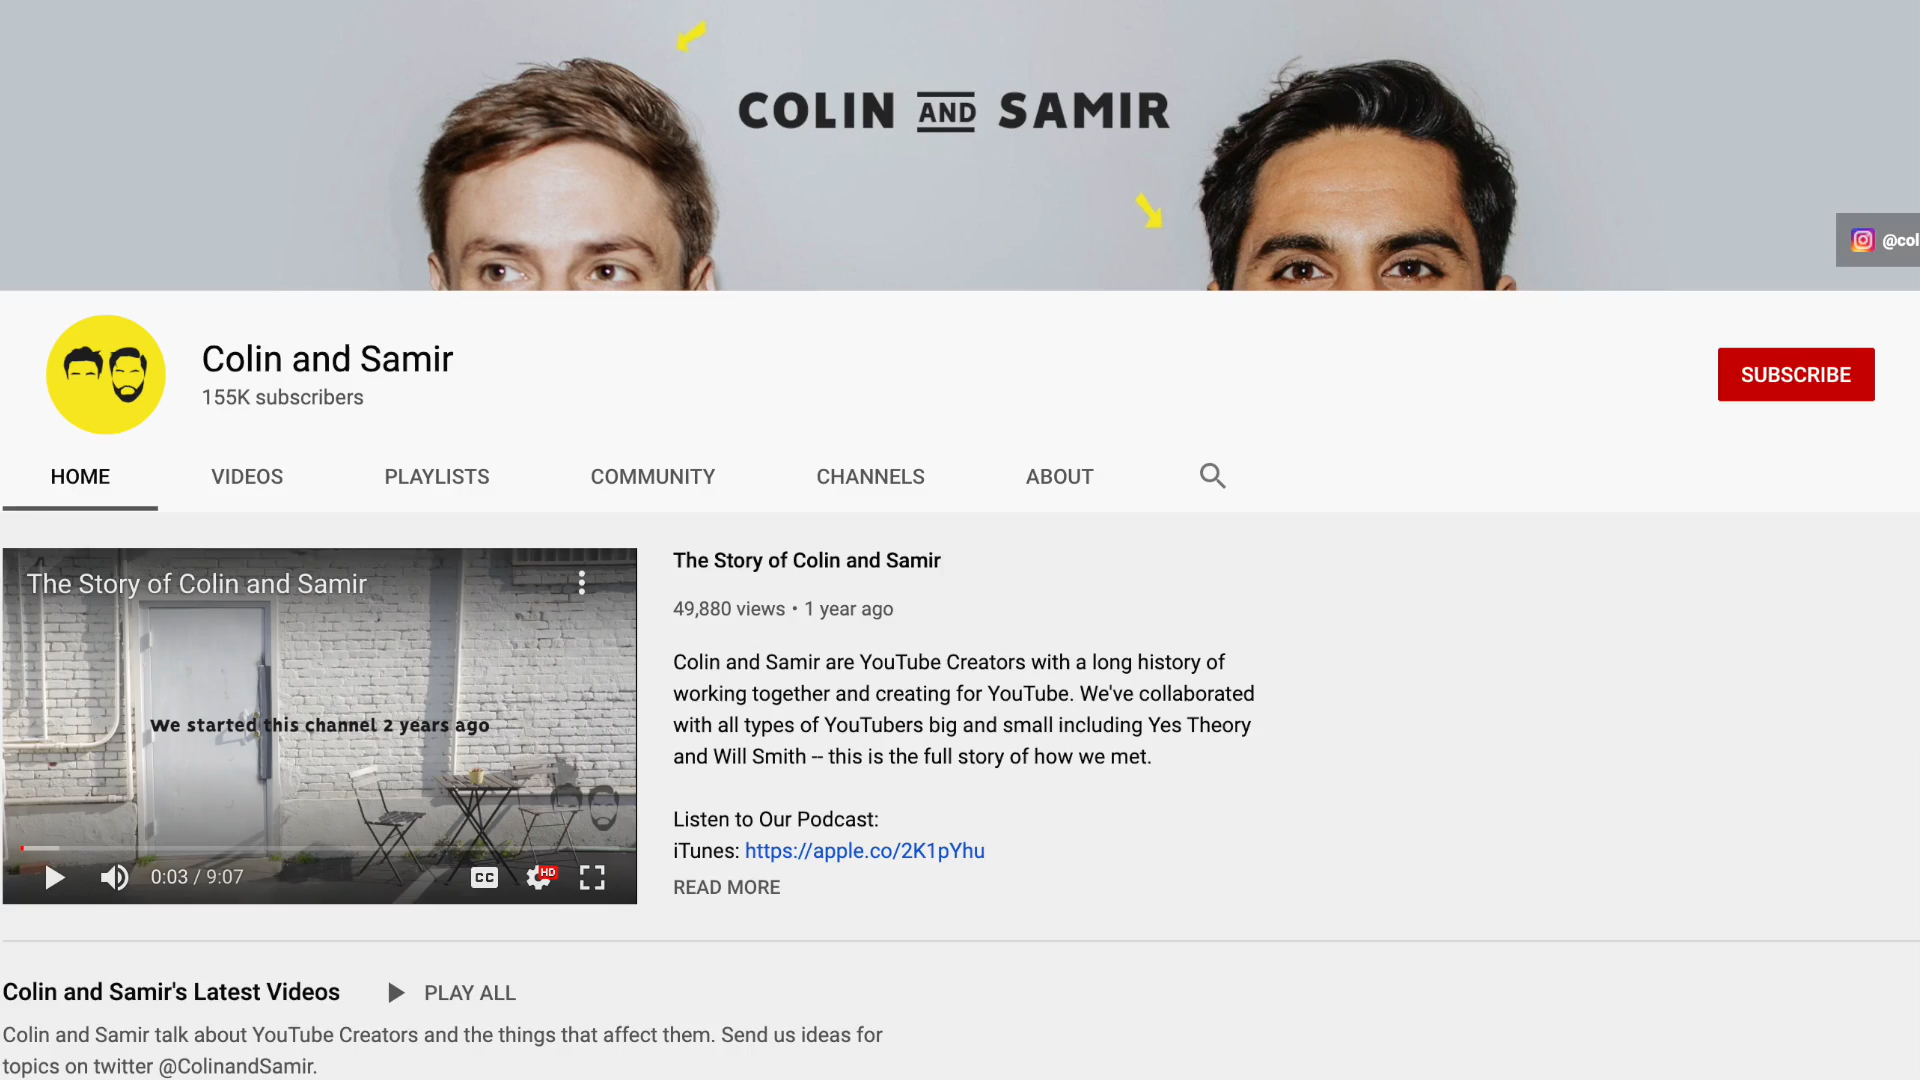 COLIN AND SAMIR
@col
Colin and Samir
155K subscribers
SUBSCRIBE
HOME VIDEOS PLAYLISTS COMMUNITY CHANNELS ABOUT
The Story of Colin and Samir
We started this channel 2 years ago
0:03 / 9:07
CC
HD
The Story of Colin and Samir
49,880 views • 1 year ago
Colin and Samir are YouTube Creators with a long history of
working together and creating for YouTube. We've collaborated
with all types of YouTubers big and small including Yes Theory
and Will Smith -- this is the full story of how we met.
Listen to Our Podcast:
iTunes: https://apple.co/2K1pYhu
READ MORE
Colin and Samir's Latest Videos
PLAY ALL
Colin and Samir talk about YouTube Creators and the things that affect them. Send us ideas for
topics on twitter @ColinandSamir.